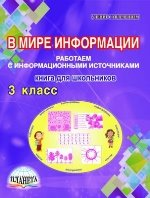 В МИРЕ ИНФОРМАЦИИ
РАБОТАЕМ
С ИНФОРМАЦИОННЫМИ ИСТОЧНИКАМИ
КНИГА ДЛЯ ШКОЛЬНИКОВ
3 класс
ПЛАНЕТА